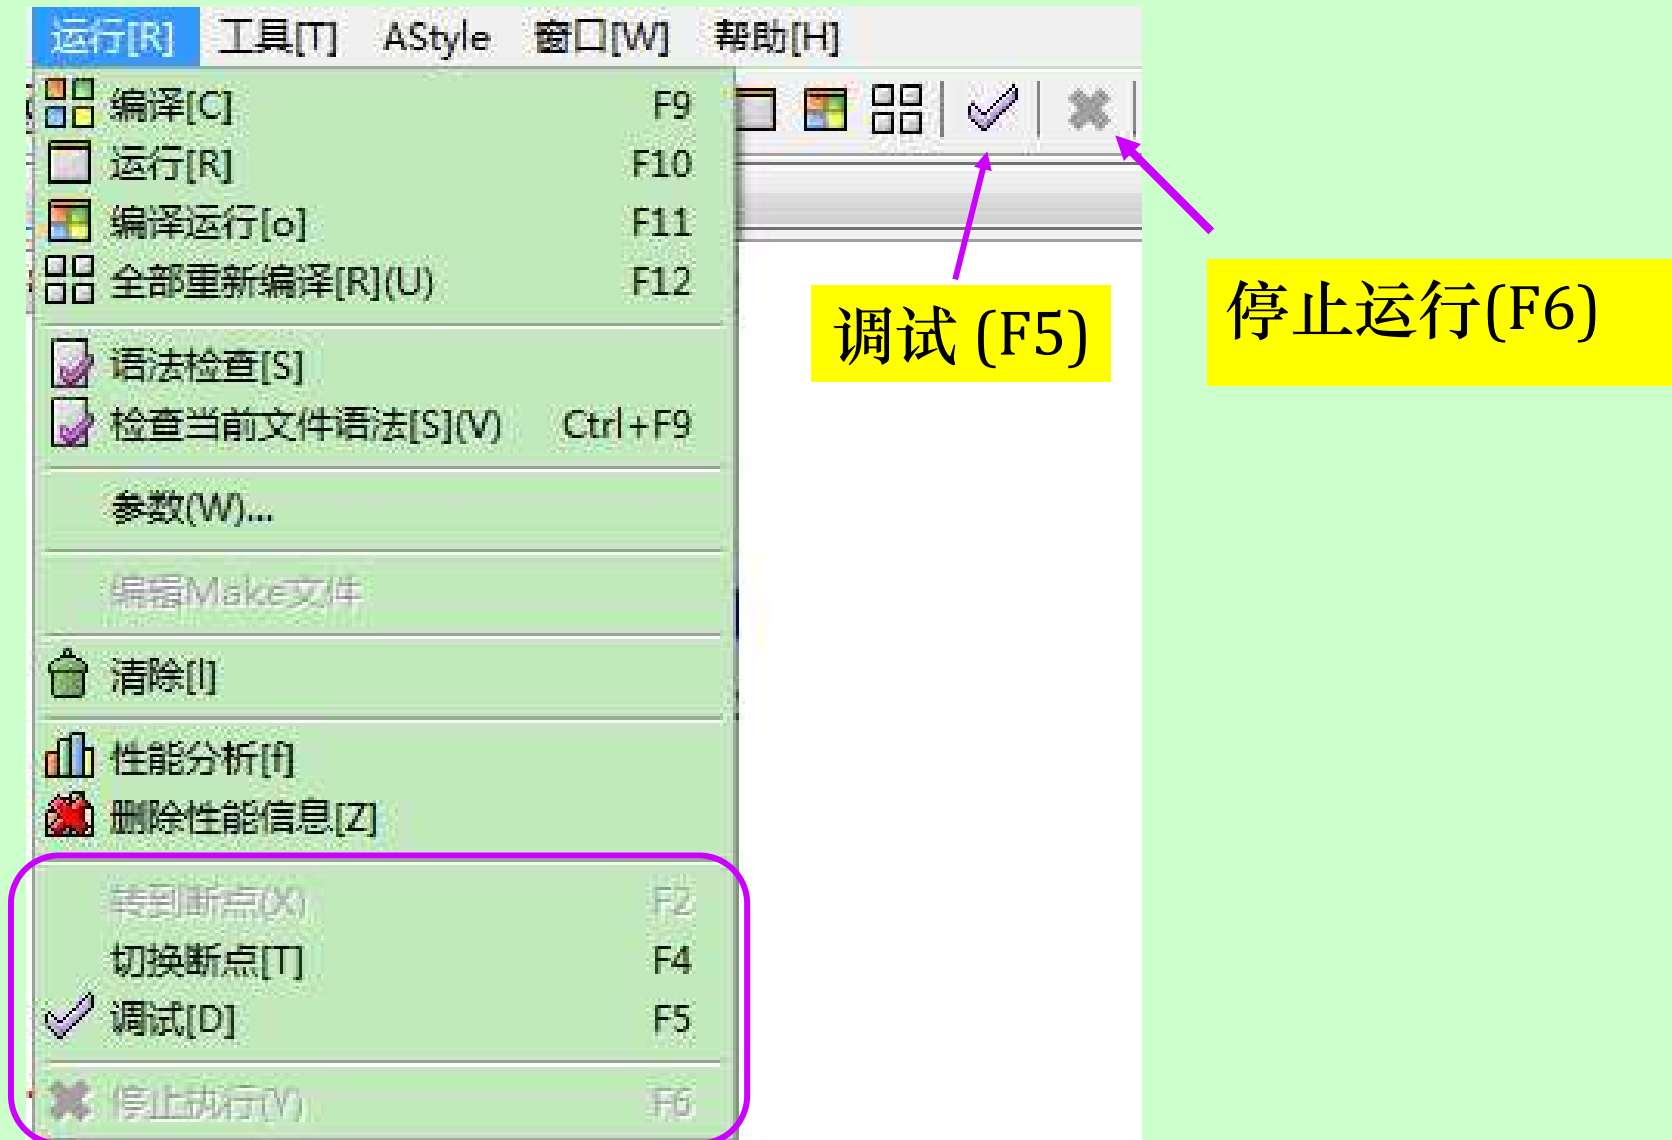 运行[R] 工具[T] AStyle 窗口[W] 帮助[H]
编译[C] F9
运行[R] F10
编译运行[o] F11
全部重新编译[R](U) F12
语法检查[S]
检查当前文件语法[S](V) Ctrl+F9
参数(W)...
编辑Make文件
清除[l]
性能分析[f]
删除性能信息[Z]
转到断点(X) F2
切换断点[T] F4
调试[D] F5
停止执行(Y) F6
调试 (F5)
停止运行(F6)